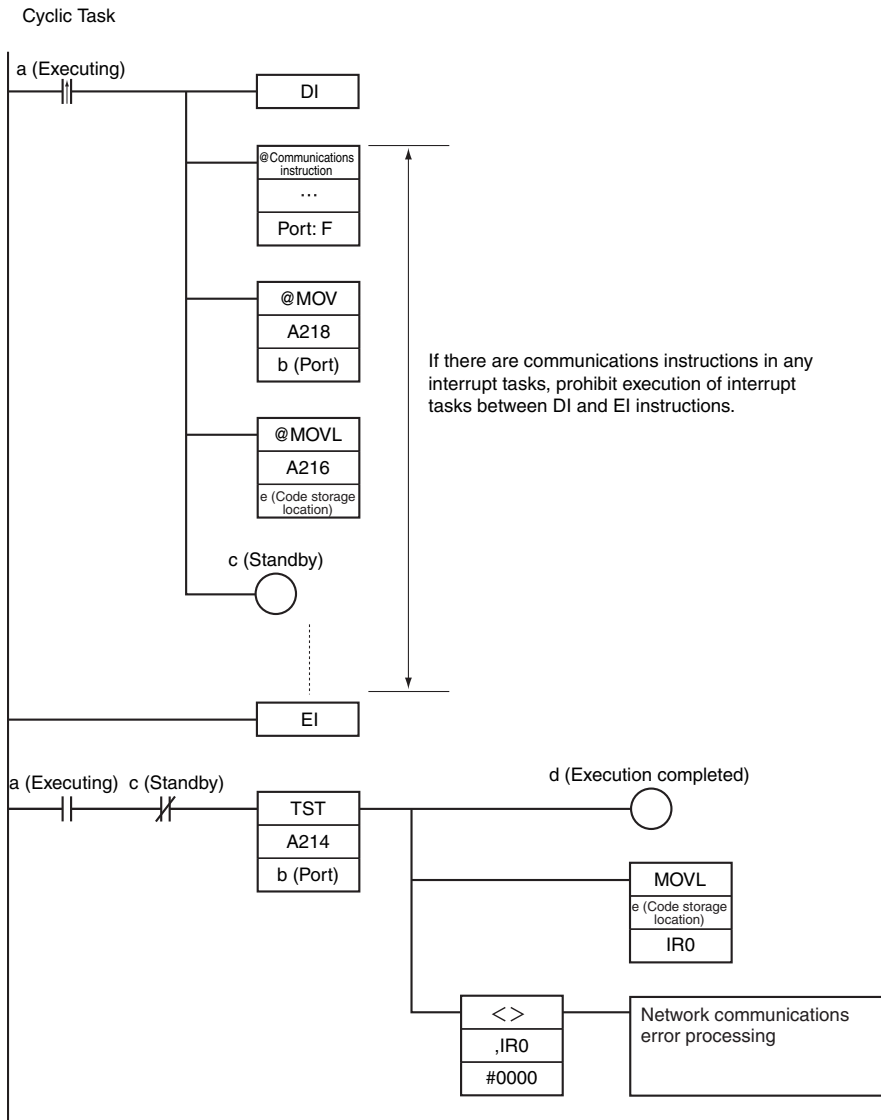 Cyclic Task
a (Executing)
DI
@Communications
instruction
...
Port: F
@MOV
A218
b (Port)
If there are communications instructions in any
interrupt tasks, prohibit execution of interrupt
tasks between DI and EI instructions.
@MOVL
A216
e (Code storage
location)
c (Standby)
EI
a (Executing) c (Standby)
d (Execution completed)
TST
A214
b (Port)
MOVL
e (Code storage
location)
IR0
<>
,IR0
#0000
Network communications
error processing